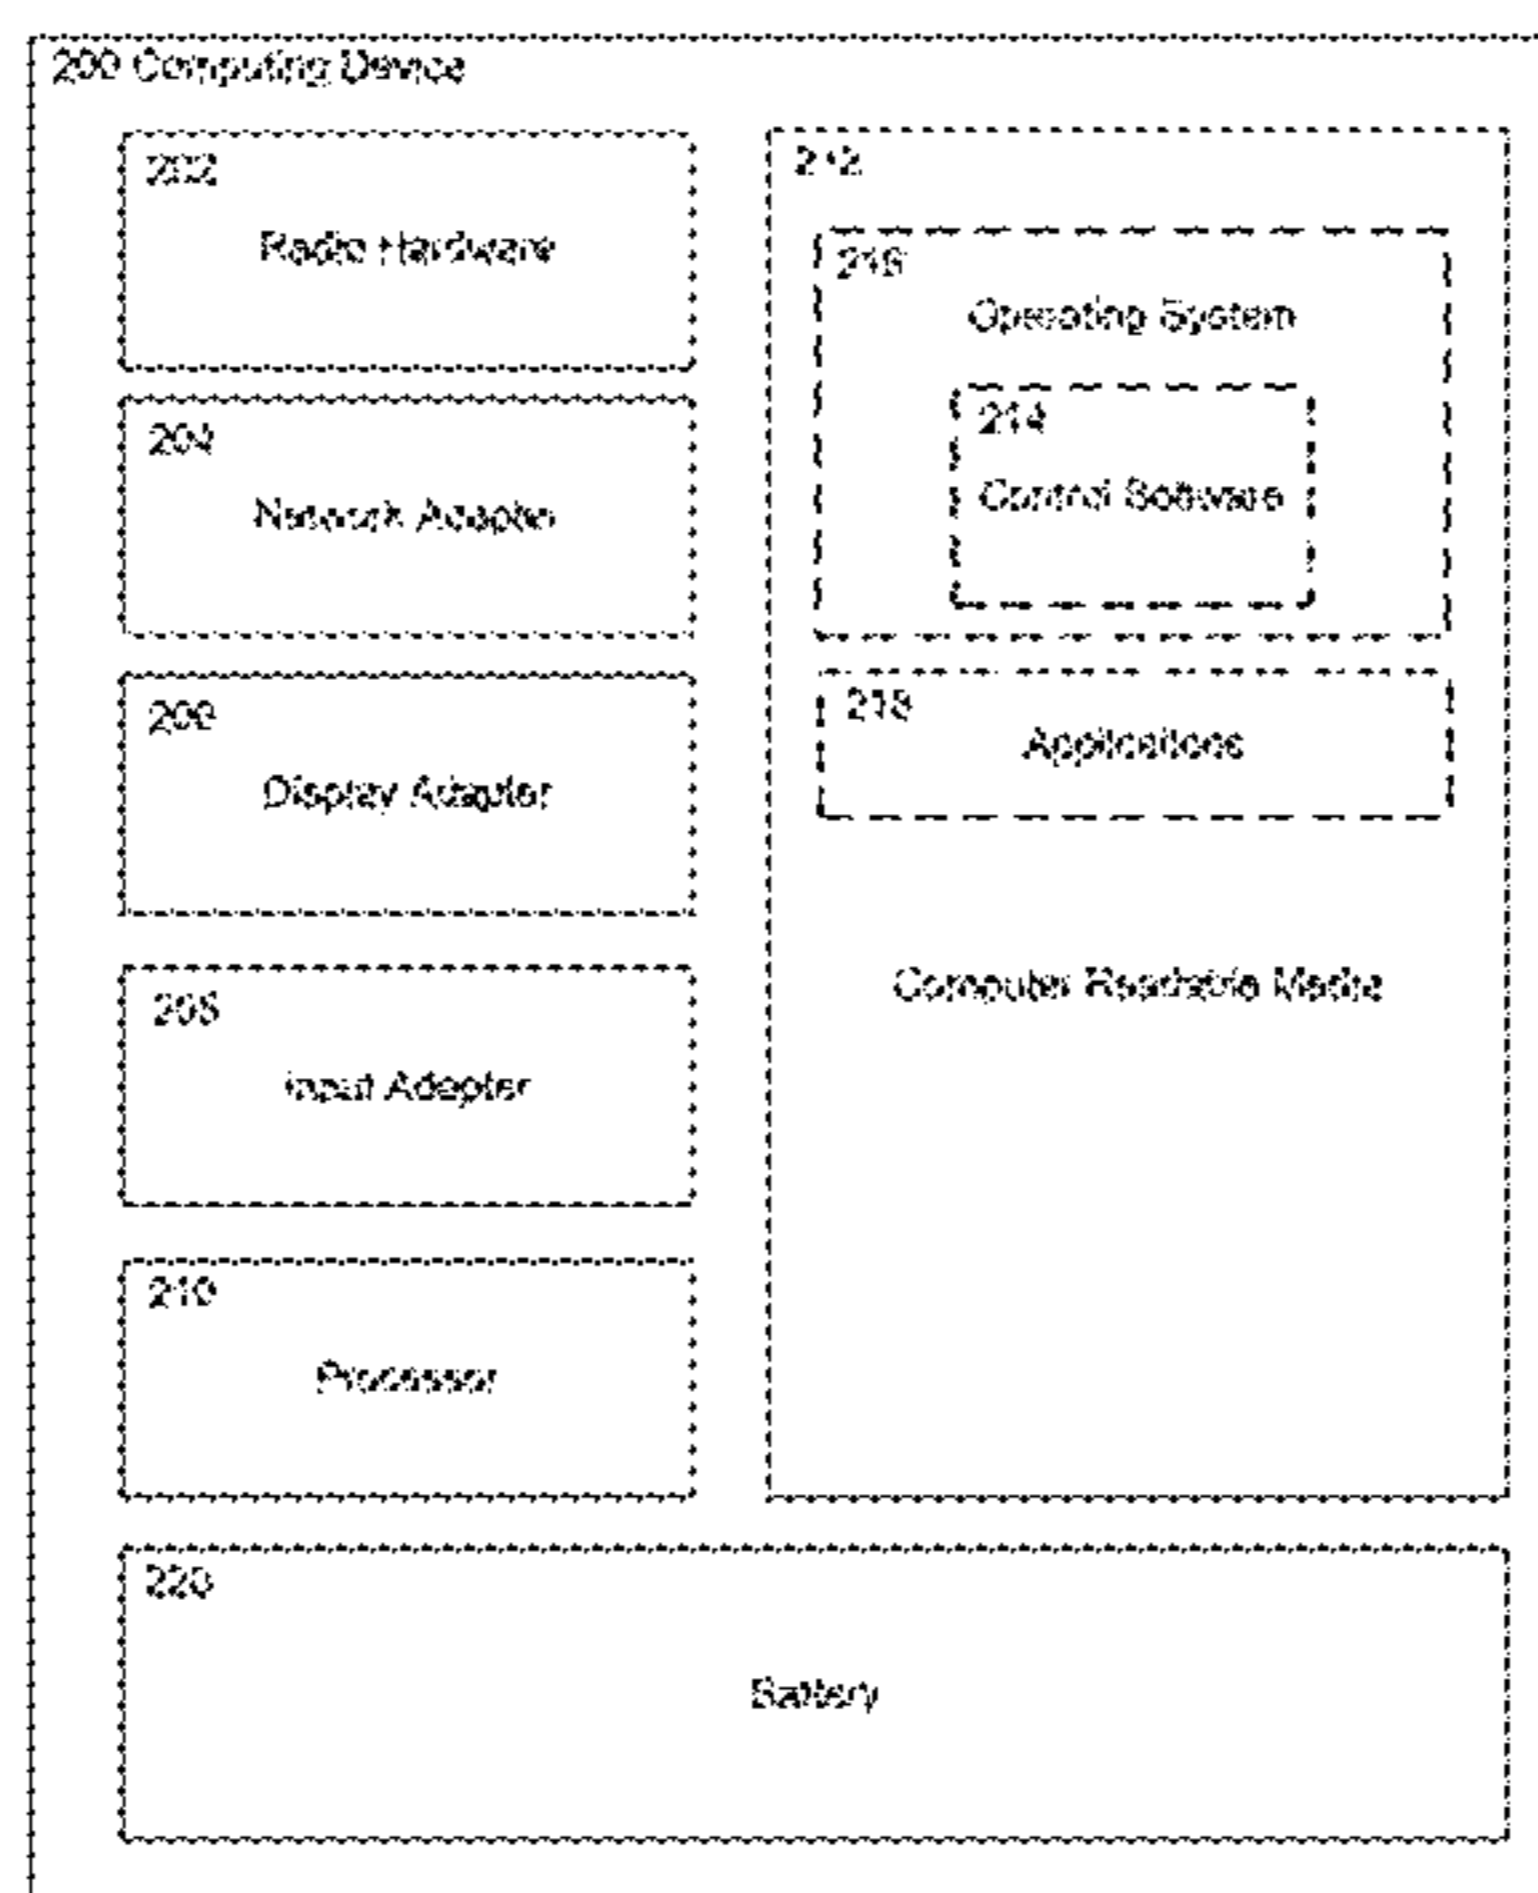 200 Computing Device
202
Radio Hardware
204
Network Adapter
206
Display Adapter
208
Input Adapter
210
Processor
212
216
Operating System
214
Control Software
218
Applications
Computer Readable Media
220
Battery